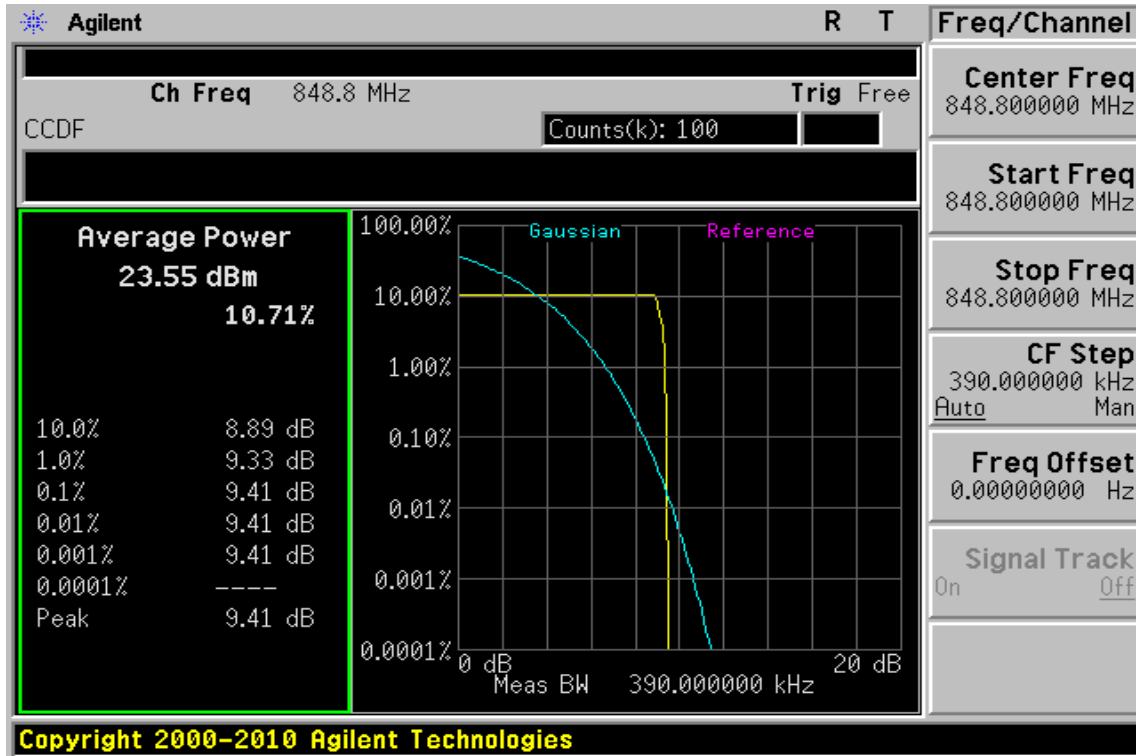 Agilent R T Freq/Channel
Ch Freq 848.8 MHz Trig Free
CCDF Counts(k): 100
Average Power
23.55 dBm
10.71%
10.0% 8.89 dB
1.0% 9.33 dB
0.1% 9.41 dB
0.01% 9.41 dB
0.001% 9.41 dB
0.0001% ----
Peak 9.41 dB
Gaussian Reference
100.00%
10.00%
1.00%
0.10%
0.01%
0.001%
0.0001%
0 dB 20 dB
Meas BW 390.000000 kHz
Center Freq
848.800000 MHz
Start Freq
848.800000 MHz
Stop Freq
848.800000 MHz
CF Step
390.000000 kHz
Auto Man
Freq Offset
0.00000000 Hz
Signal Track
On Off
Copyright 2000-2010 Agilent Technologies